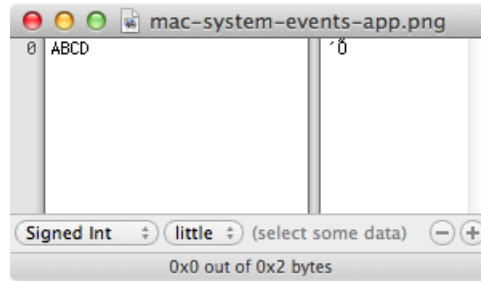 mac-system-events-app.png
0 ABCD ´Õ
Signed Int little (select some data)
0x0 out of 0x2 bytes